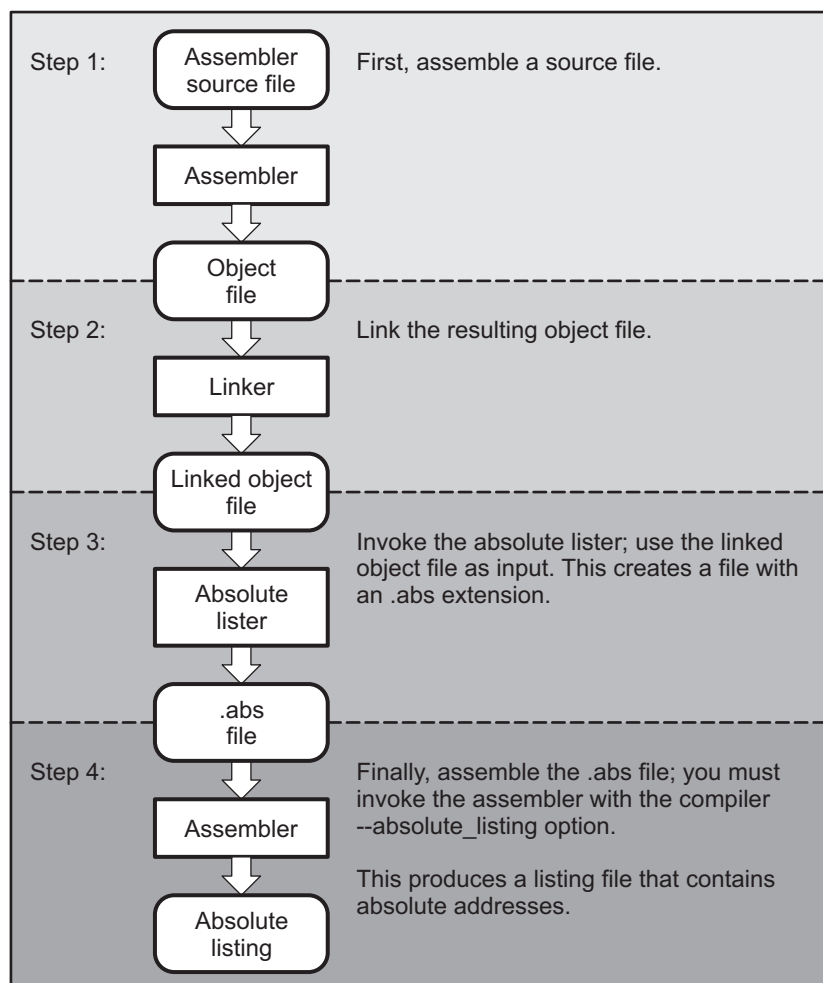 Step 1:
Assembler
source file
First, assemble a source file.
Assembler
Object
file
Step 2:
Link the resulting object file.
Linker
Linked object
file
Step 3:
Invoke the absolute lister; use the linked
object file as input. This creates a file with
an .abs extension.
Absolute
lister
.abs
file
Step 4:
Finally, assemble the .abs file; you must
invoke the assembler with the compiler
--absolute_listing option.
Assembler
This produces a listing file that contains
absolute addresses.
Absolute
listing